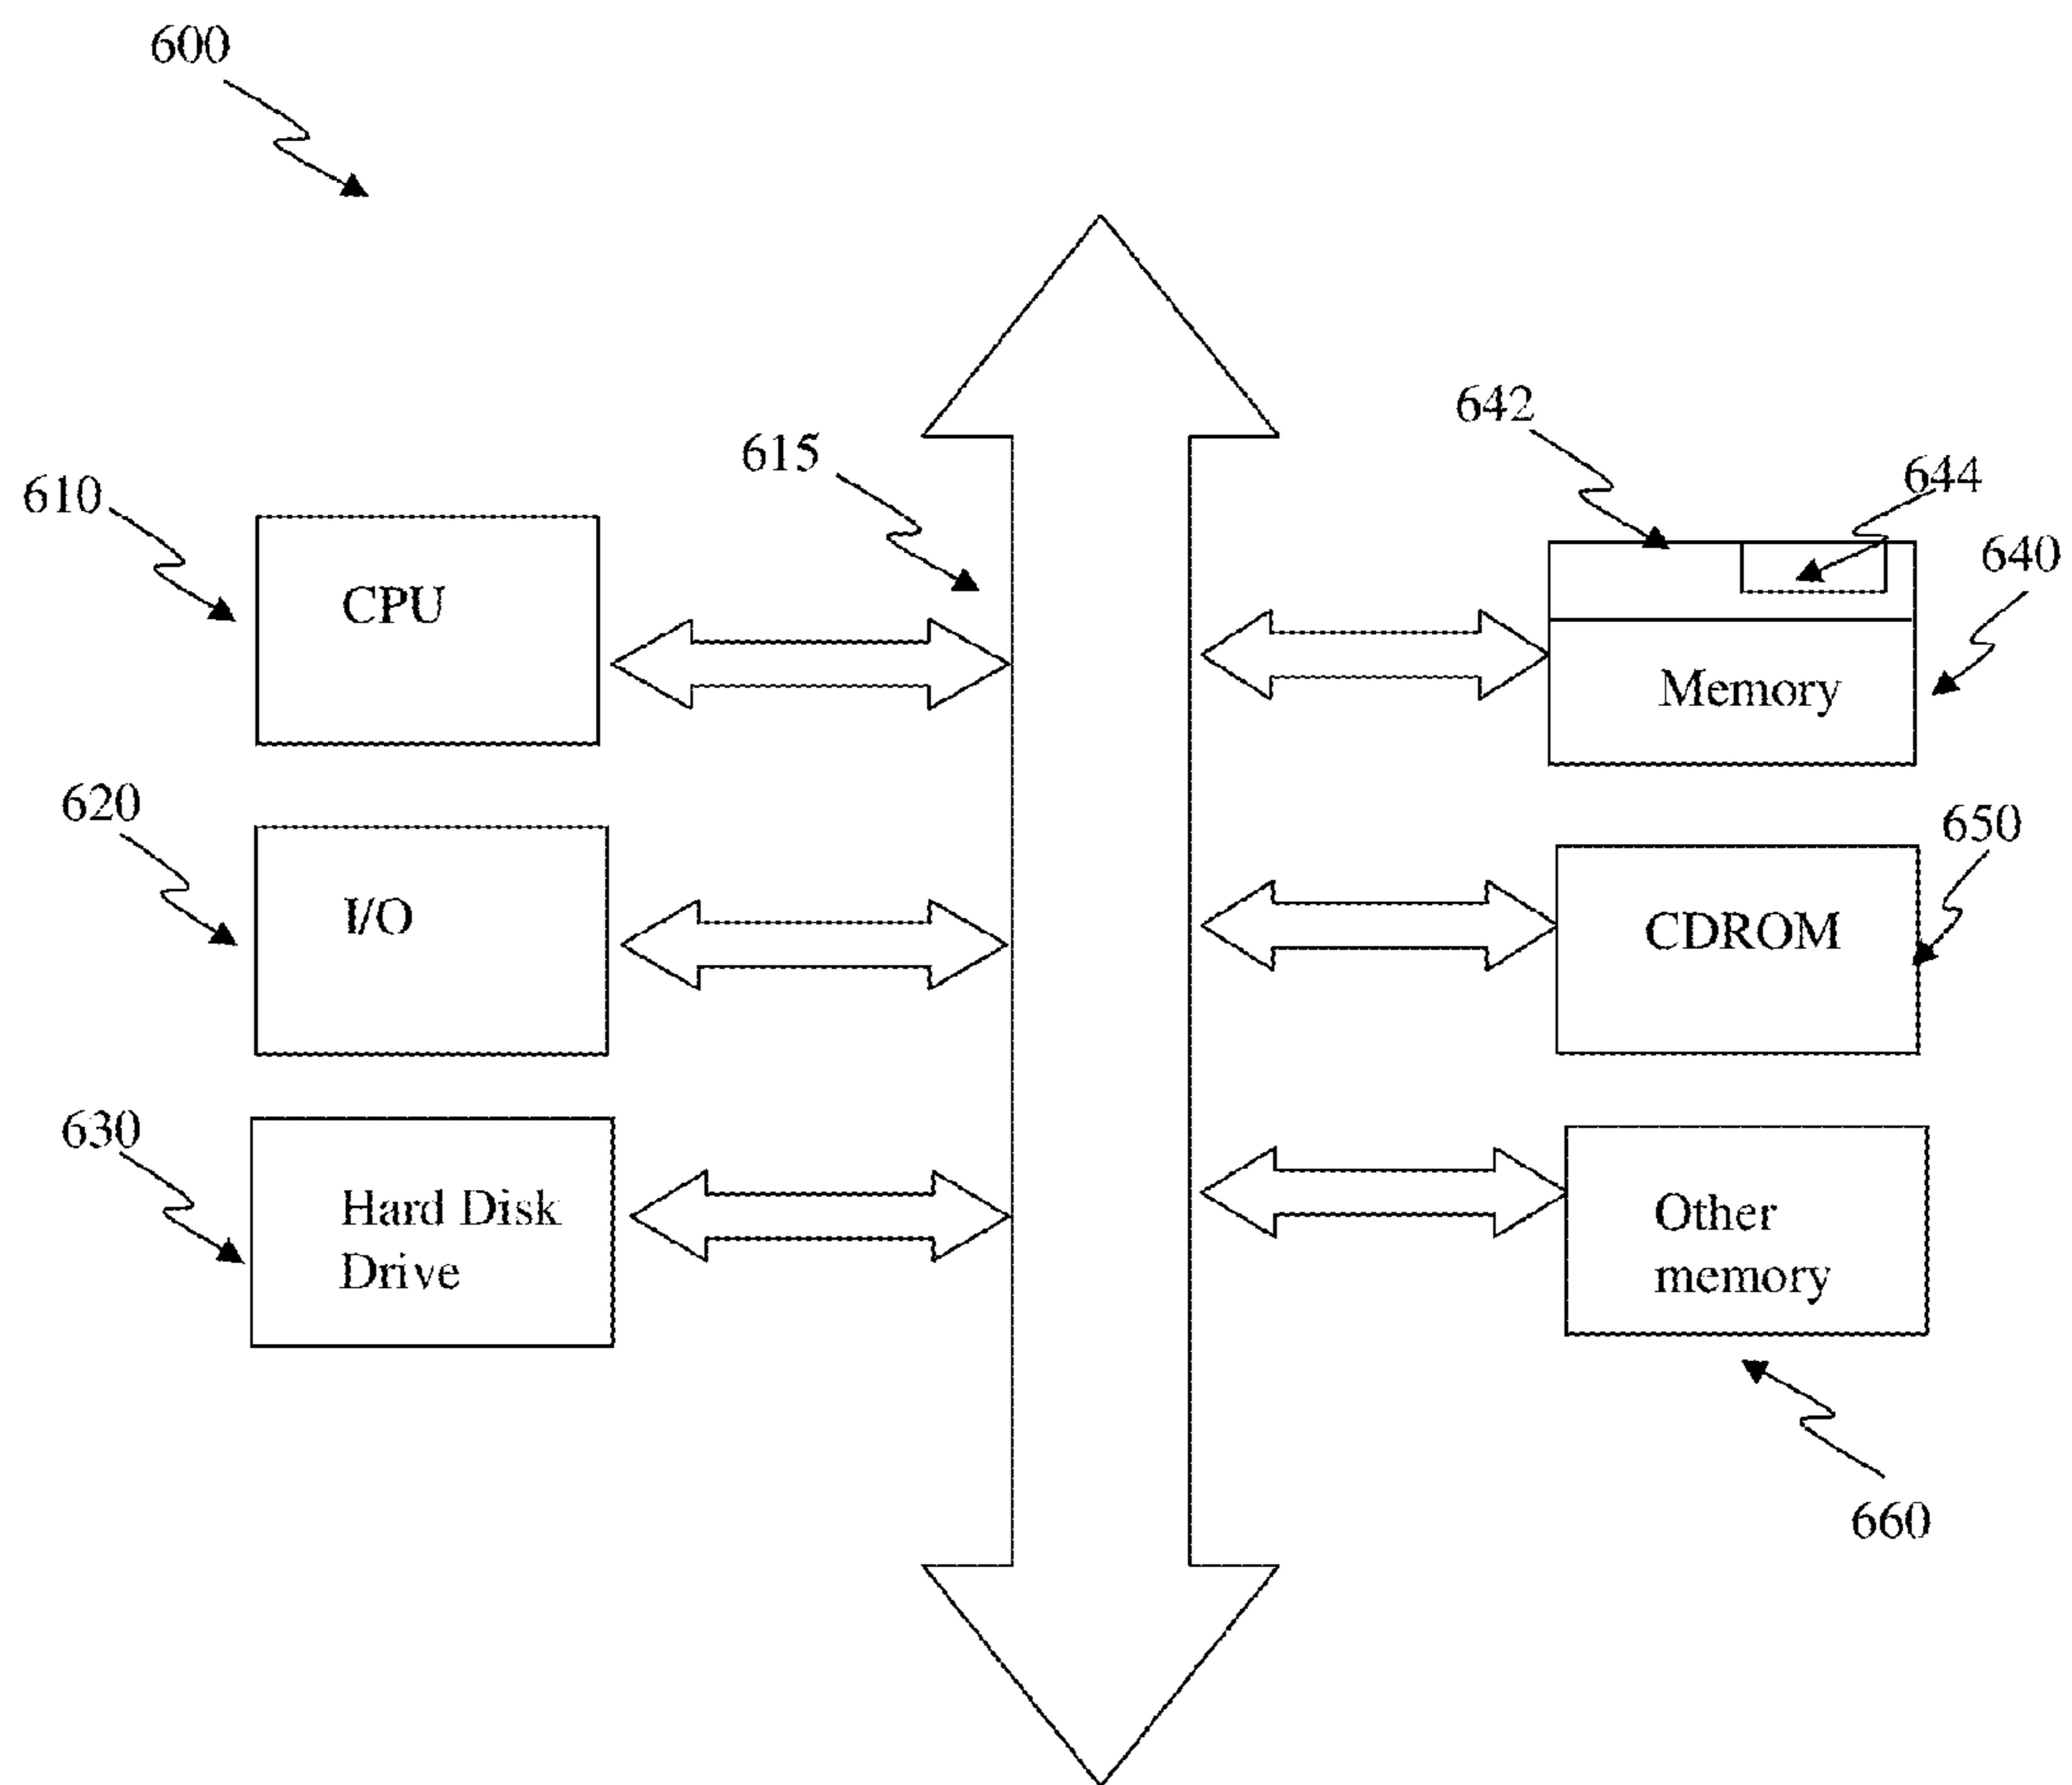 600
642
615
644
610
640
CPU
Memory
620
650
I/O
CDROM
630
Hard Disk
Drive
Other
memory
660